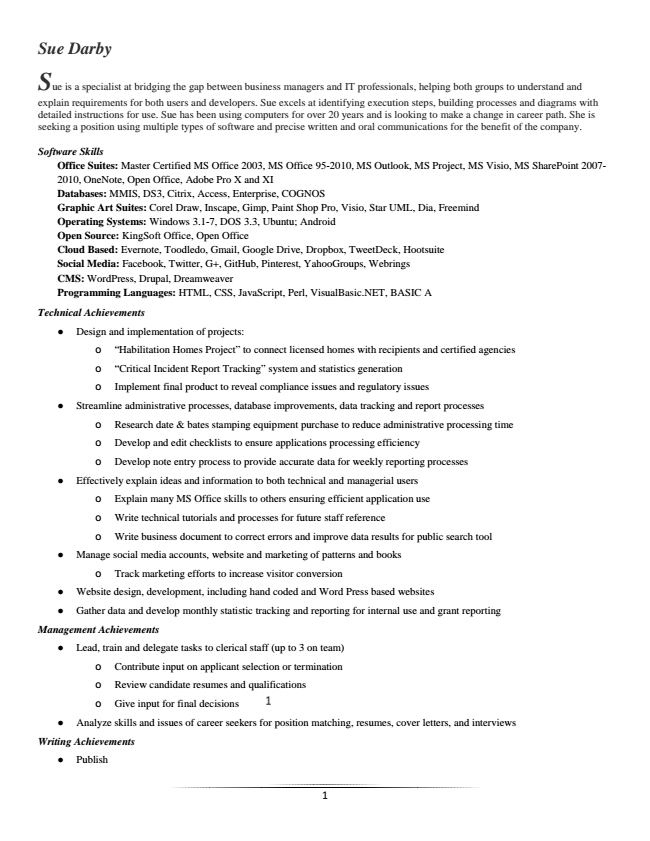 Sue Darby
Sue is a specialist at bridging the gap between business managers and IT professionals, helping both groups to understand and
explain requirements for both users and developers. Sue excels at identifying execution steps, building processes and diagrams with
detailed instructions for use. Sue has been using computers for over 20 years and is looking to make a change in career path. She is
seeking a position using multiple types of software and precise written and oral communications for the benefit of the company.
Software Skills
Office Suites: Master Certified MS Office 2003, MS Office 95-2010, MS Outlook, MS Project, MS Visio, MS SharePoint 2007-
2010, OneNote, Open Office, Adobe Pro X and XI
Databases: MMIS, DS3, Citrix, Access, Enterprise, COGNOS
Graphic Art Suites: Corel Draw, Inscape, Gimp, Paint Shop Pro, Visio, Star UML, Dia, Freemind
Operating Systems: Windows 3.1-7, DOS 3.3, Ubuntu; Android
Open Source: KingSoft Office, Open Office
Cloud Based: Evernote, Toodledo, Gmail, Google Drive, Dropbox, TweetDeck, Hootsuite
Social Media: Facebook, Twitter, G+, GitHub, Pinterest, YahooGroups, Webrings
CMS: WordPress, Drupal, Dreamweaver
Programming Languages: HTML, CSS, JavaScript, Perl, VisualBasic.NET, BASIC A
Technical Achievements
● Design and implementation of projects:
o "Habilitation Homes Project" to connect licensed homes with recipients and certified agencies
o "Critical Incident Report Tracking" system and statistics generation
o Implement final product to reveal compliance issues and regulatory issues
● Streamline administrative processes, database improvements, data tracking and report processes
o Research date & bates stamping equipment purchase to reduce administrative processing time
o Develop and edit checklists to ensure applications processing efficiency
o Develop note entry process to provide accurate data for weekly reporting processes
● Effectively explain ideas and information to both technical and managerial users
o Explain many MS Office skills to others ensuring efficient application use
o Write technical tutorials and processes for future staff reference
o Write business document to correct errors and improve data results for public search tool
● Manage social media accounts, website and marketing of patterns and books
o Track marketing efforts to increase visitor conversion
● Website design, development, including hand coded and Word Press based websites
● Gather data and develop monthly statistic tracking and reporting for internal use and grant reporting
Management Achievements
● Lead, train and delegate tasks to clerical staff (up to 3 on team)
o Contribute input on applicant selection or termination
o Review candidate resumes and qualifications
o Give input for final decisions 1
● Analyze skills and issues of career seekers for position matching, resumes, cover letters, and interviews
Writing Achievements
● Publish
1